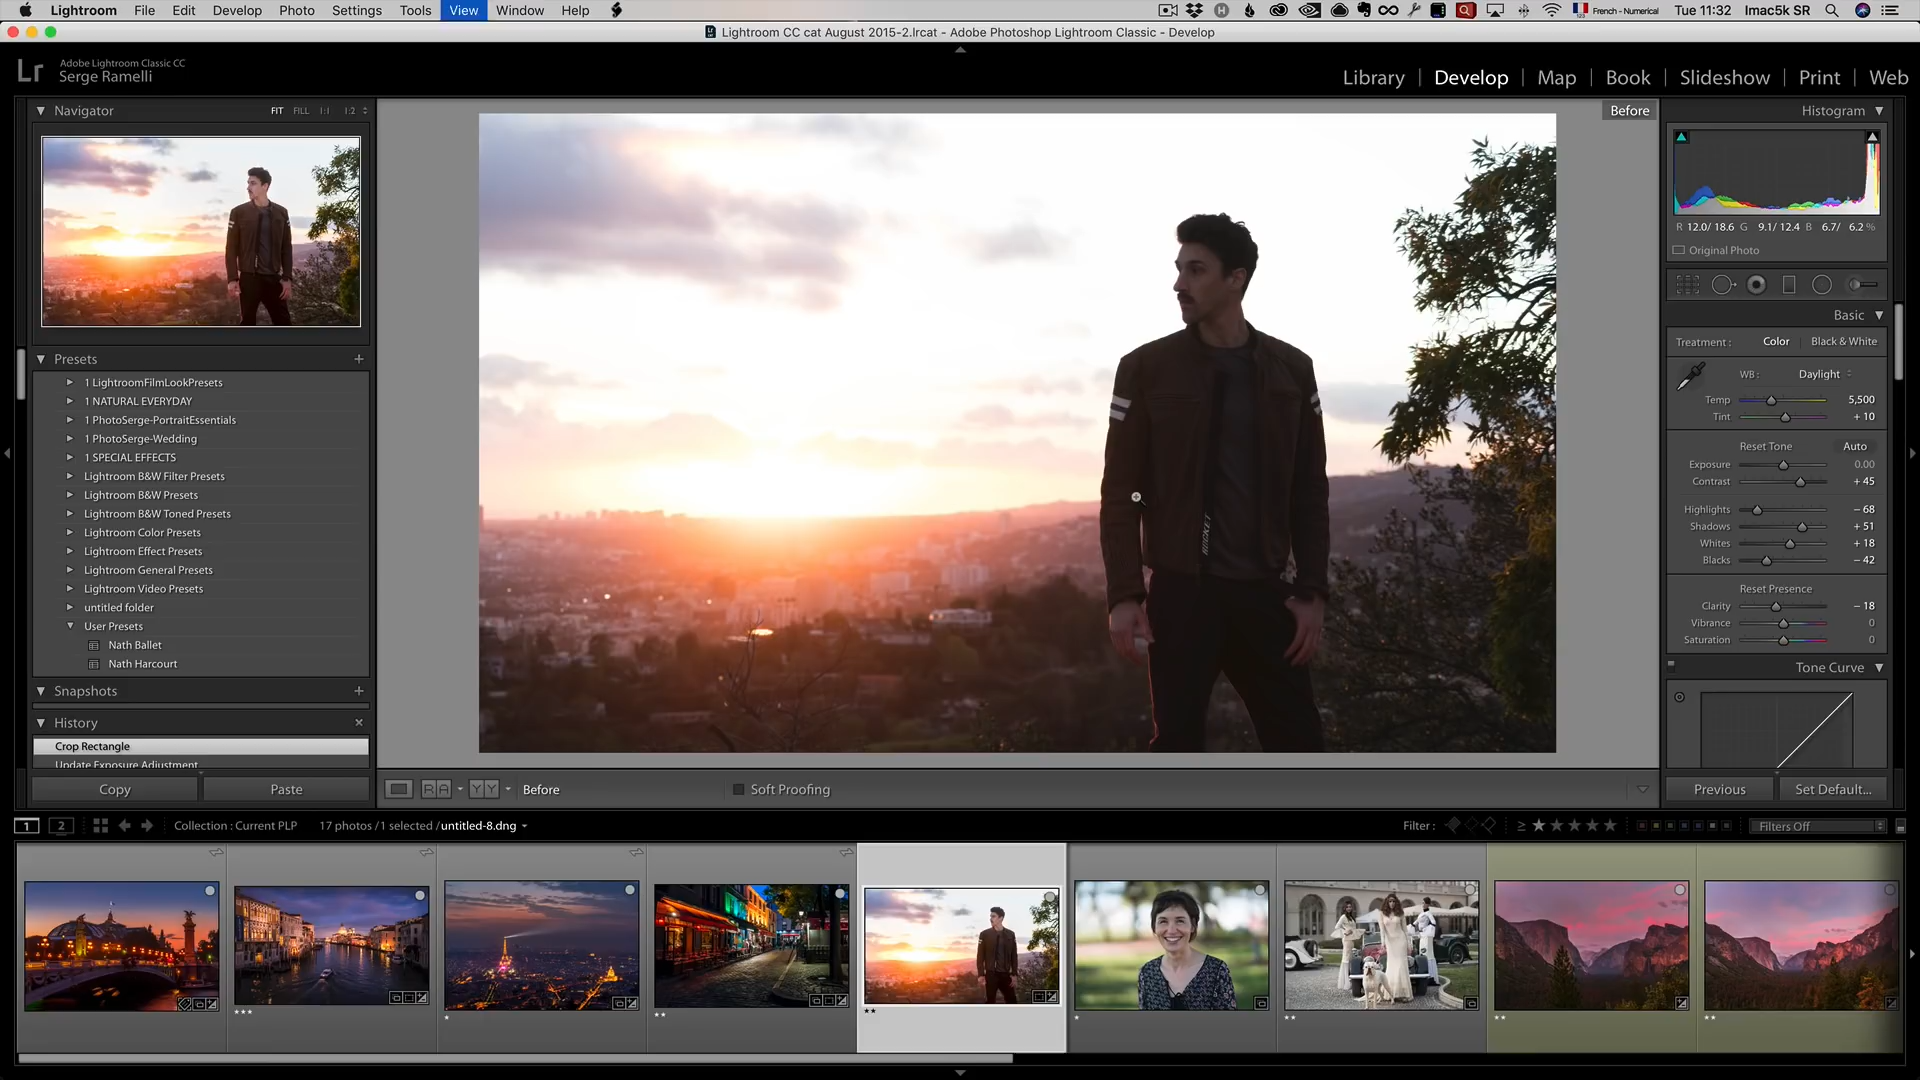 Lightroom File Edit Develop Photo Settings Tools View Window Help French - Numerical Tue 11:32 Imac5k SR
Lightroom CC cat August 2015-2.lrcat - Adobe Photoshop Lightroom Classic - Develop
Lr Adobe Lightroom Classic CC
Serge Ramelli
Library | Develop | Map | Book | Slideshow | Print | Web
Navigator FIT FILL 1:1 1:2
Before
Histogram
R 12.0/ 18.6 G 9.1/ 12.4 B 6.7/ 6.2 %
Original Photo
Basic
Treatment : Color Black & White
WB : Daylight
Temp 5,500
Tint + 10
Reset Tone Auto
Exposure 0.00
Contrast + 45
Highlights − 68
Shadows + 51
Whites + 18
Blacks − 42
Reset Presence
Clarity − 18
Vibrance 0
Saturation 0
Tone Curve
Presets
1 LightroomFilmLookPresets
1 NATURAL EVERYDAY
1 PhotoSerge-PortraitEssentials
1 PhotoSerge-Wedding
1 SPECIAL EFFECTS
Lightroom B&W Filter Presets
Lightroom B&W Presets
Lightroom B&W Toned Presets
Lightroom Color Presets
Lightroom Effect Presets
Lightroom General Presets
Lightroom Video Presets
untitled folder
User Presets
Nath Ballet
Nath Harcourt
Snapshots
History
Crop Rectangle
Update Exposure Adjustment
ROCKET
Copy Paste
R A Y Y Before Soft Proofing
Previous Set Default...
1 2 Collection : Current PLP 17 photos /1 selected /untitled-8.dng Filter : Filters Off